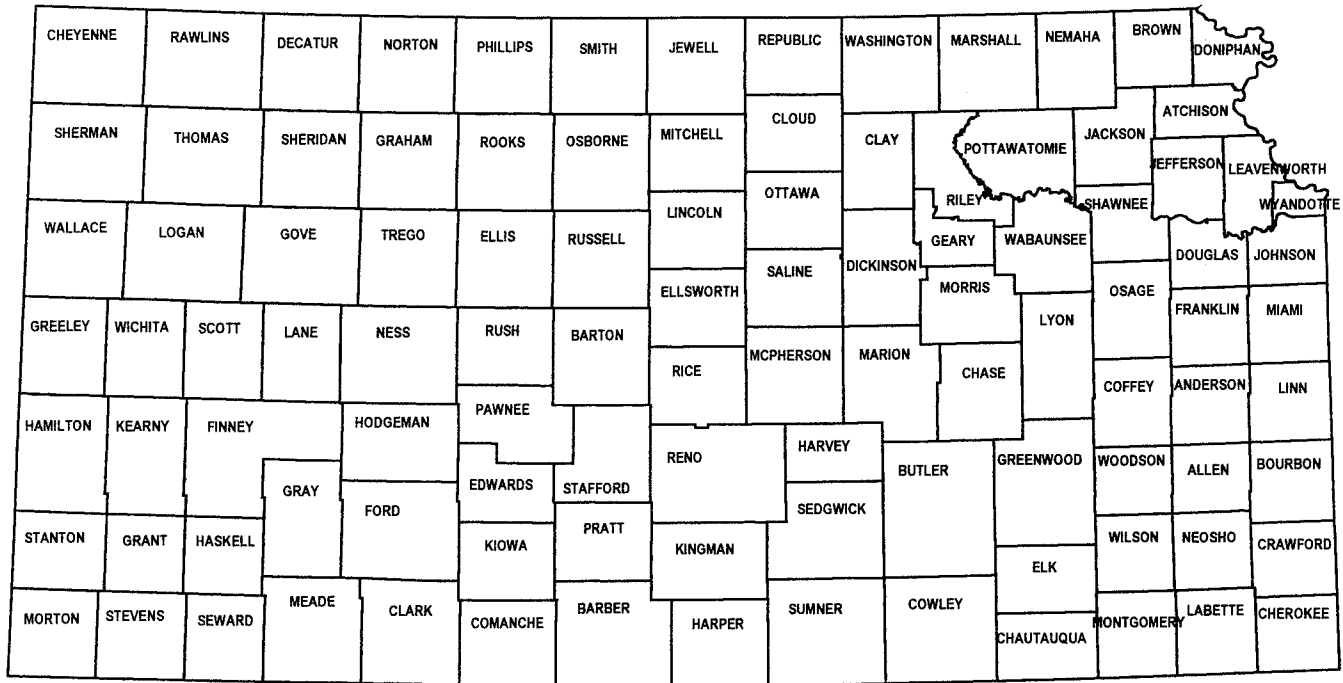 CHEYENNE
RAWLINS
DECATUR
NORTON
PHILLIPS
SMITH
JEWELL
REPUBLIC
WASHINGTON
MARSHALL
NEMAHA
BROWN
DONIPHAN
SHERMAN
THOMAS
SHERIDAN
GRAHAM
ROOKS
OSBORNE
MITCHELL
CLOUD
CLAY
POTTAWATOMIE
JACKSON
ATCHISON
JEFFERSON
LEAVENWORTH
OTTAWA
LINCOLN
RILEY
SHAWNEE
WYANDOTTE
WALLACE
LOGAN
GOVE
TREGO
ELLIS
RUSSELL
GEARY
WABAUNSEE
DOUGLAS
JOHNSON
SALINE
DICKINSON
ELLSWORTH
MORRIS
OSAGE
GREELEY
WICHITA
SCOTT
LANE
NESS
RUSH
BARTON
LYON
FRANKLIN
MIAMI
RICE
MCPHERSON
MARION
CHASE
COFFEY
ANDERSON
LINN
HAMILTON
KEARNY
FINNEY
HODGEMAN
PAWNEE
RENO
HARVEY
BUTLER
GREENWOOD
WOODSON
ALLEN
BOURBON
GRAY
FORD
EDWARDS
STAFFORD
SEDGWICK
STANTON
GRANT
HASKELL
KIOWA
PRATT
KINGMAN
WILSON
NEOSHO
CRAWFORD
ELK
MORTON
STEVENS
SEWARD
MEADE
CLARK
COMANCHE
BARBER
HARPER
SUMNER
COWLEY
CHAUTAUQUA
MONTGOMERY
LABETTE
CHEROKEE